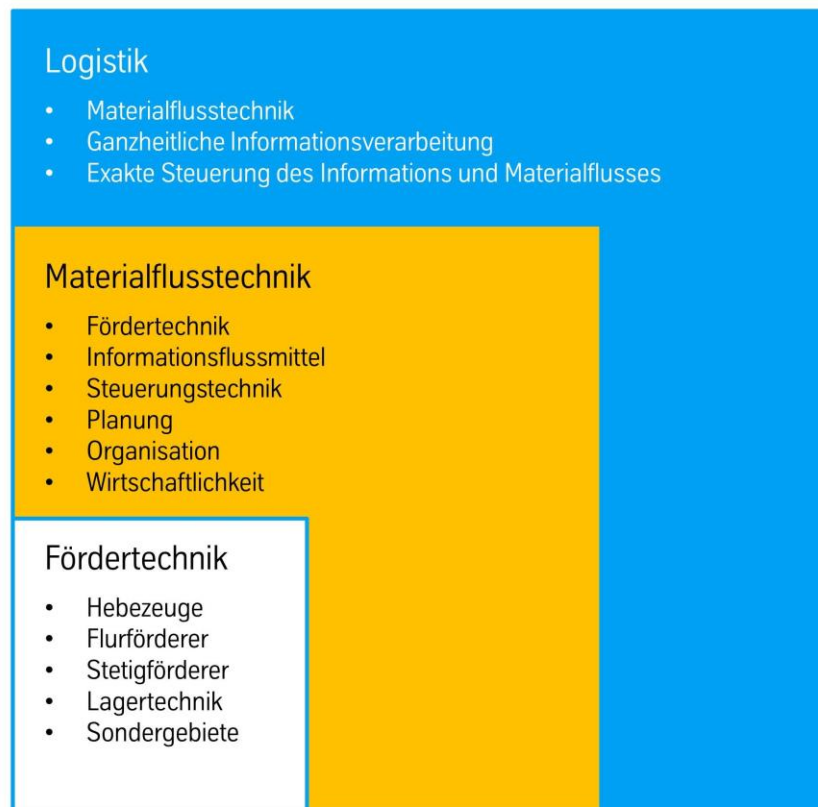 Logistik
• Materialflusstechnik
• Ganzheitliche Informationsverarbeitung
• Exakte Steuerung des Informations und Materialflusses
Materialflusstechnik
• Fördertechnik
• Informationsflussmittel
• Steuerungstechnik
• Planung
• Organisation
• Wirtschaftlichkeit
Fördertechnik
• Hebezeuge
• Flurförderer
• Stetigförderer
• Lagertechnik
• Sondergebiete